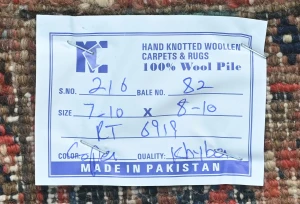 HAND KNOTTED WOOLLEN
CARPETS & RUGS
100% Wool Pile
S.NO. 216 BALE NO. 82
SIZE 7-10 X 8-10
PT 6919
COLOR: Copper QUALITY: Khyber
MADE IN PAKISTAN